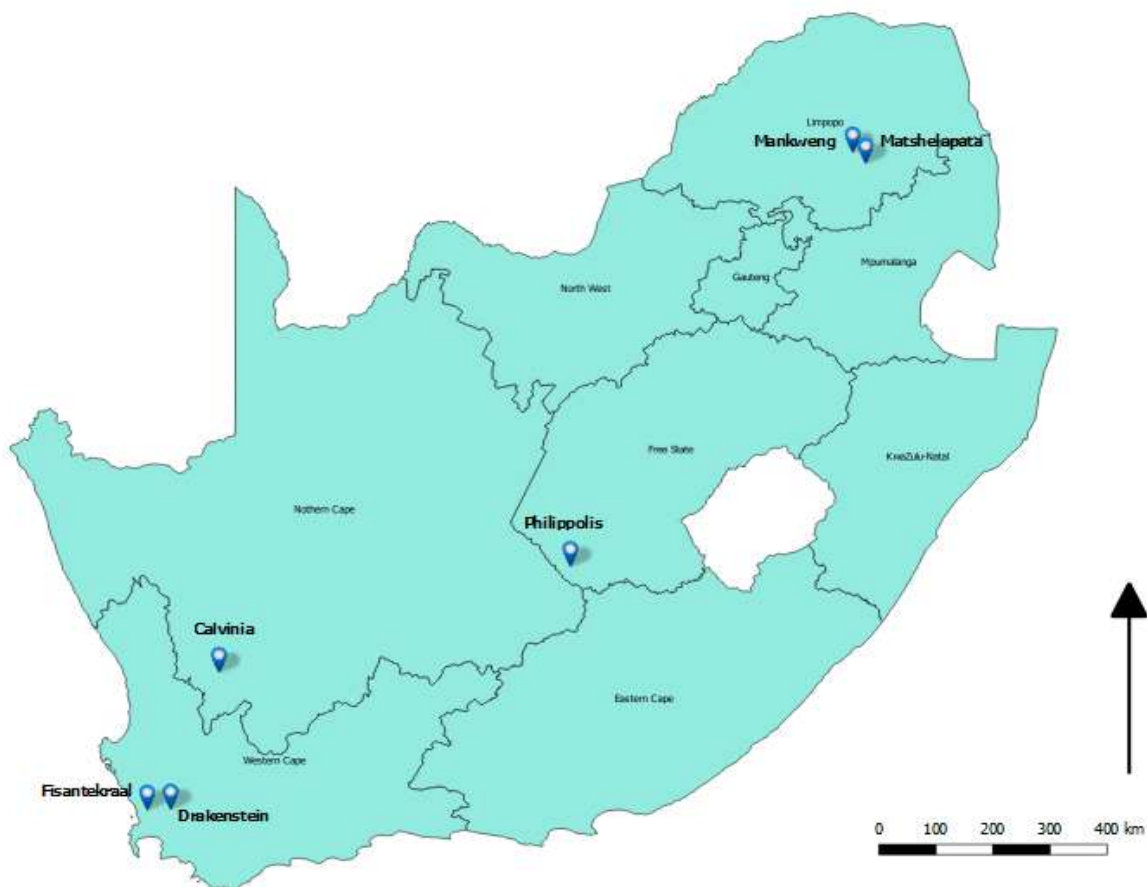 Limpopo
Mankweng
Matshelapata
Mpumalanga
Gauteng
North West
Free State
KwaZulu-Natal
Nothern Cape
Philippolis
Calvinia
Eastern Cape
Western Cape
Fisantekraal
Drakenstein
0 100 200 300 400 km